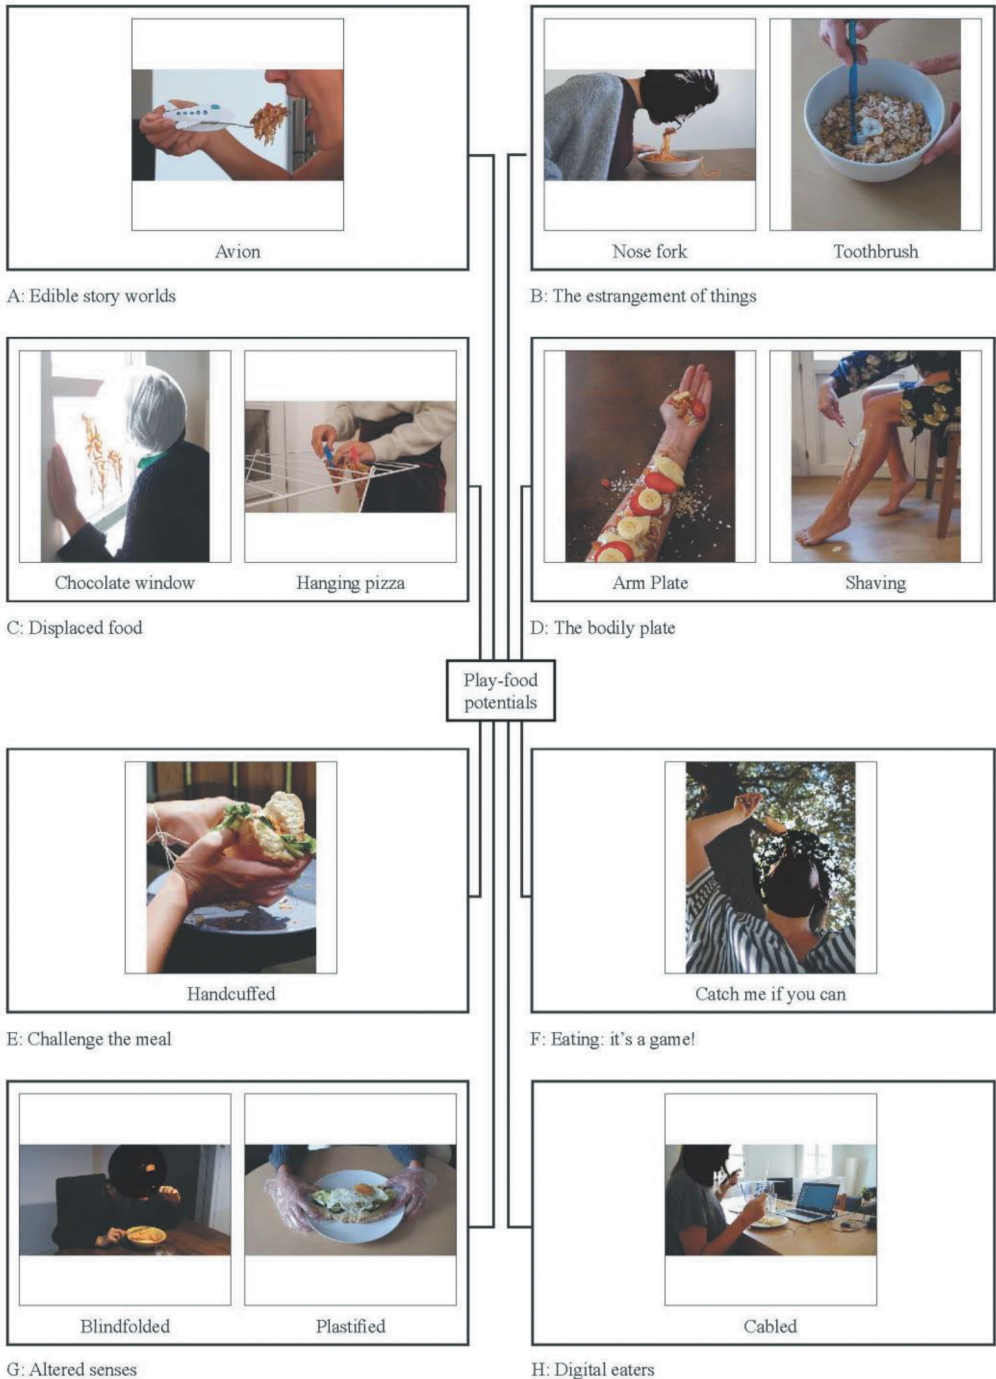 Avion
A: Edible story worlds
Nose fork
Toothbrush
B: The estrangement of things
Chocolate window
Hanging pizza
C: Displaced food
Arm Plate
Shaving
D: The bodily plate
Play-food
potentials
Handcuffed
E: Challenge the meal
Catch me if you can
F: Eating: it's a game!
Blindfolded
Plastified
G: Altered senses
Cabled
H: Digital eaters